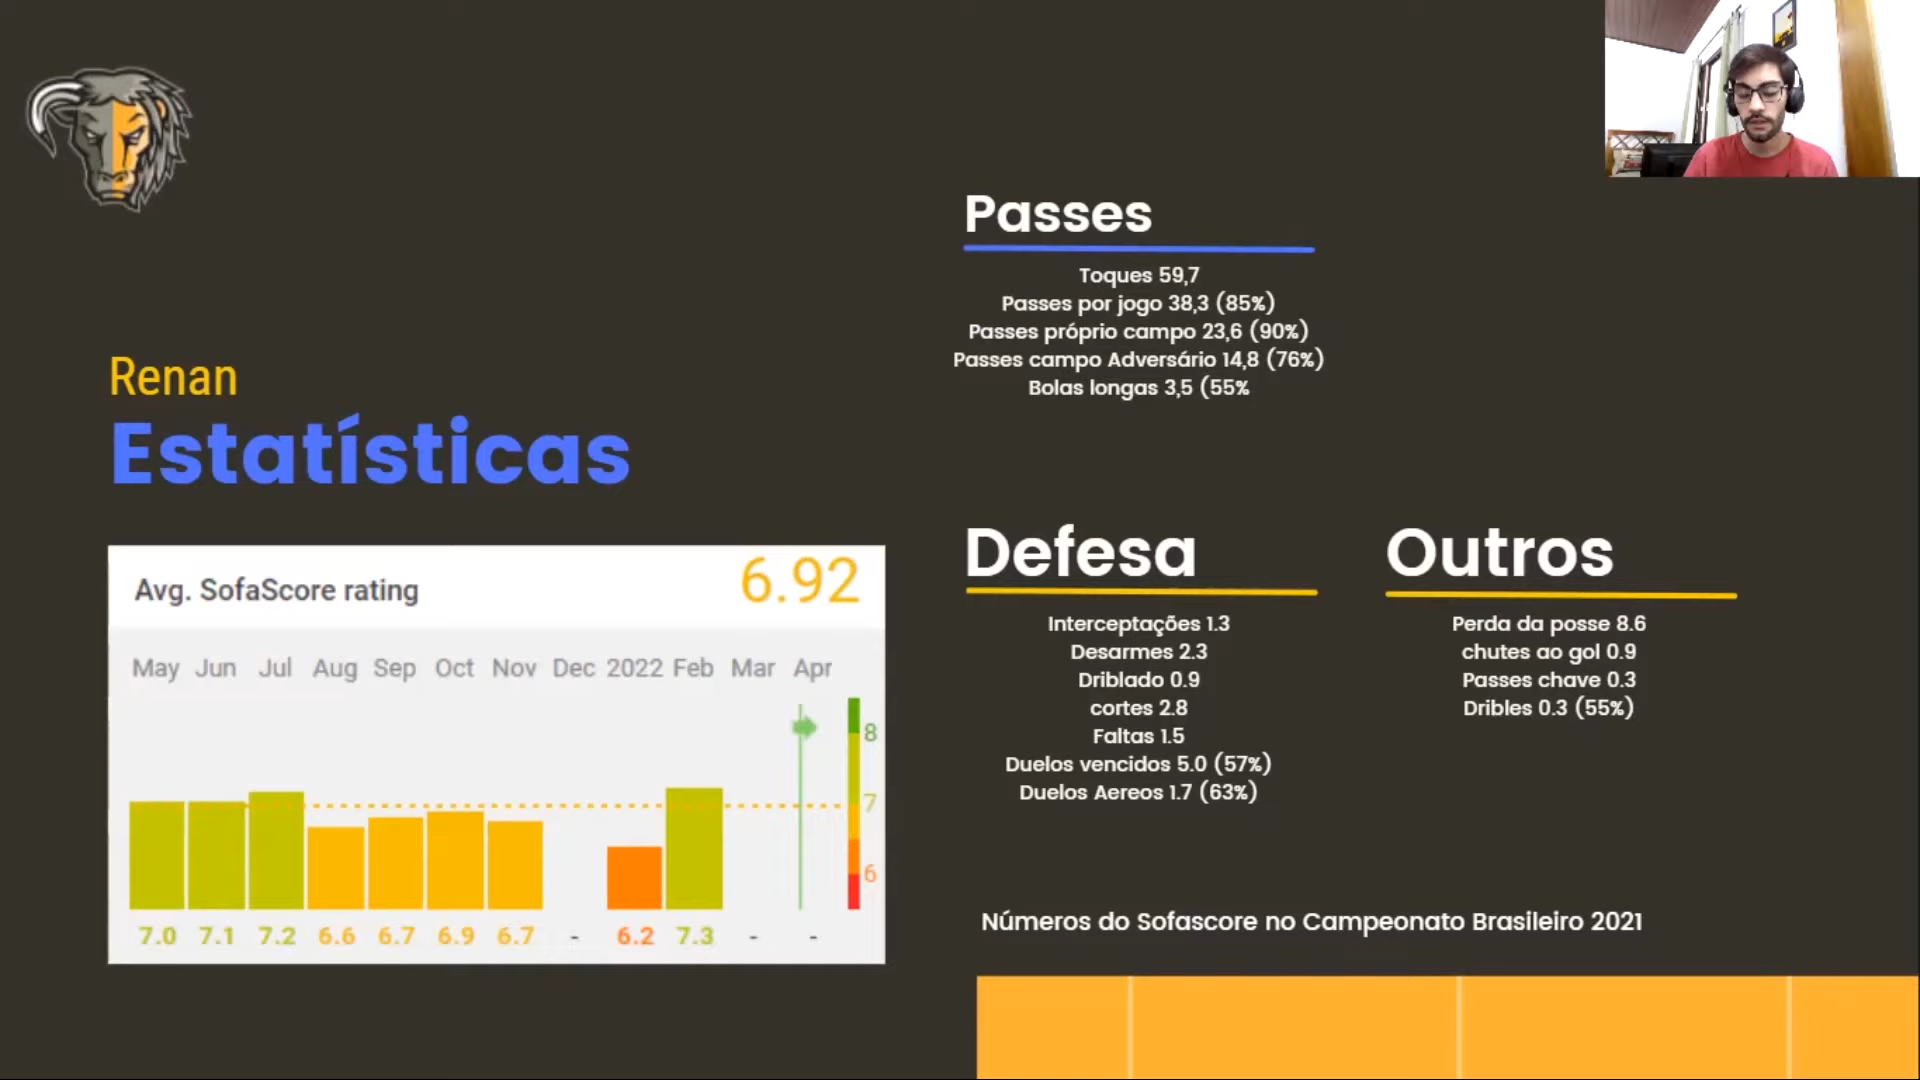 Renan
Estatísticas
Avg. SofaScore rating
6.92
May Jun Jul Aug Sep Oct Nov Dec 2022 Feb Mar Apr
8
7
6
7.0 7.1 7.2 6.6 6.7 6.9 6.7 - 6.2 7.3 - -
Passes
Toques 59,7
Passes por jogo 38,3 (85%)
Passes próprio campo 23,6 (90%)
Passes campo Adversário 14,8 (76%)
Bolas longas 3,5 (55%
Defesa
Interceptações 1.3
Desarmes 2.3
Driblado 0.9
cortes 2.8
Faltas 1.5
Duelos vencidos 5.0 (57%)
Duelos Aereos 1.7 (63%)
Outros
Perda da posse 8.6
chutes ao gol 0.9
Passes chave 0.3
Dribles 0.3 (55%)
Números do Sofascore no Campeonato Brasileiro 2021